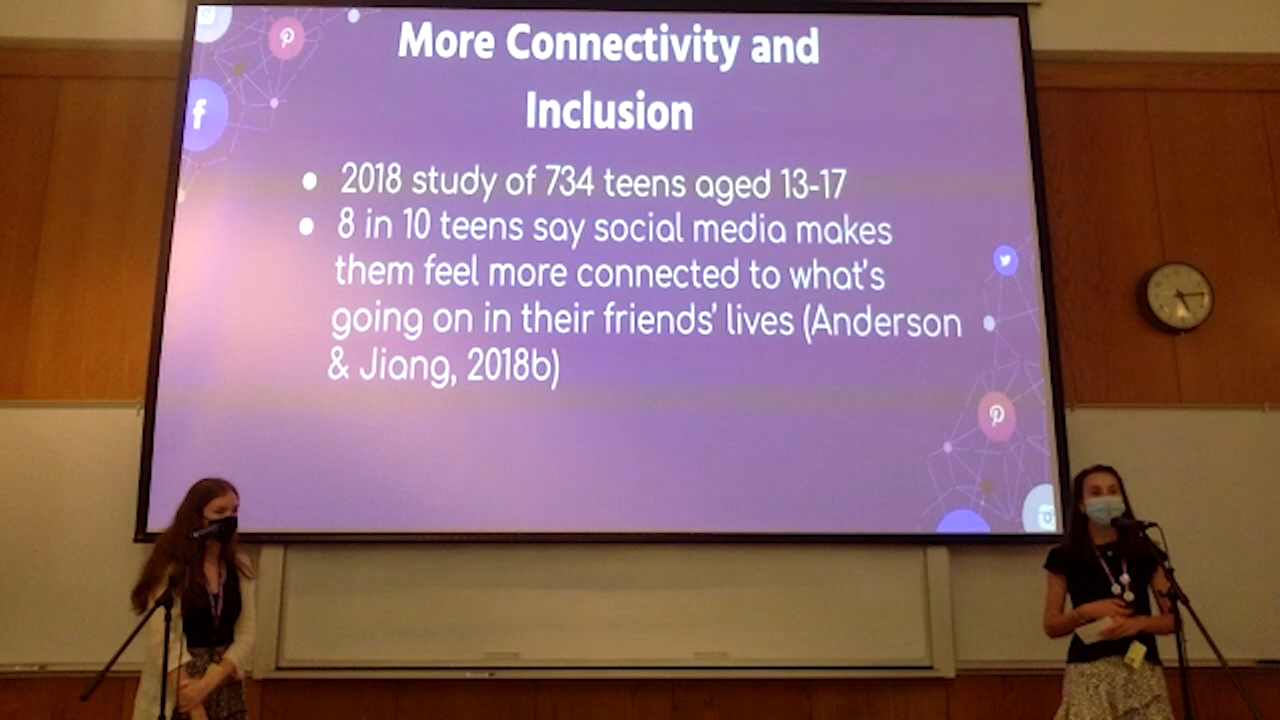 More Connectivity and
Inclusion
● 2018 study of 734 teens aged 13-17
● 8 in 10 teens say social media makes
them feel more connected to what's
going on in their friends' lives (Anderson
& Jiang, 2018b)